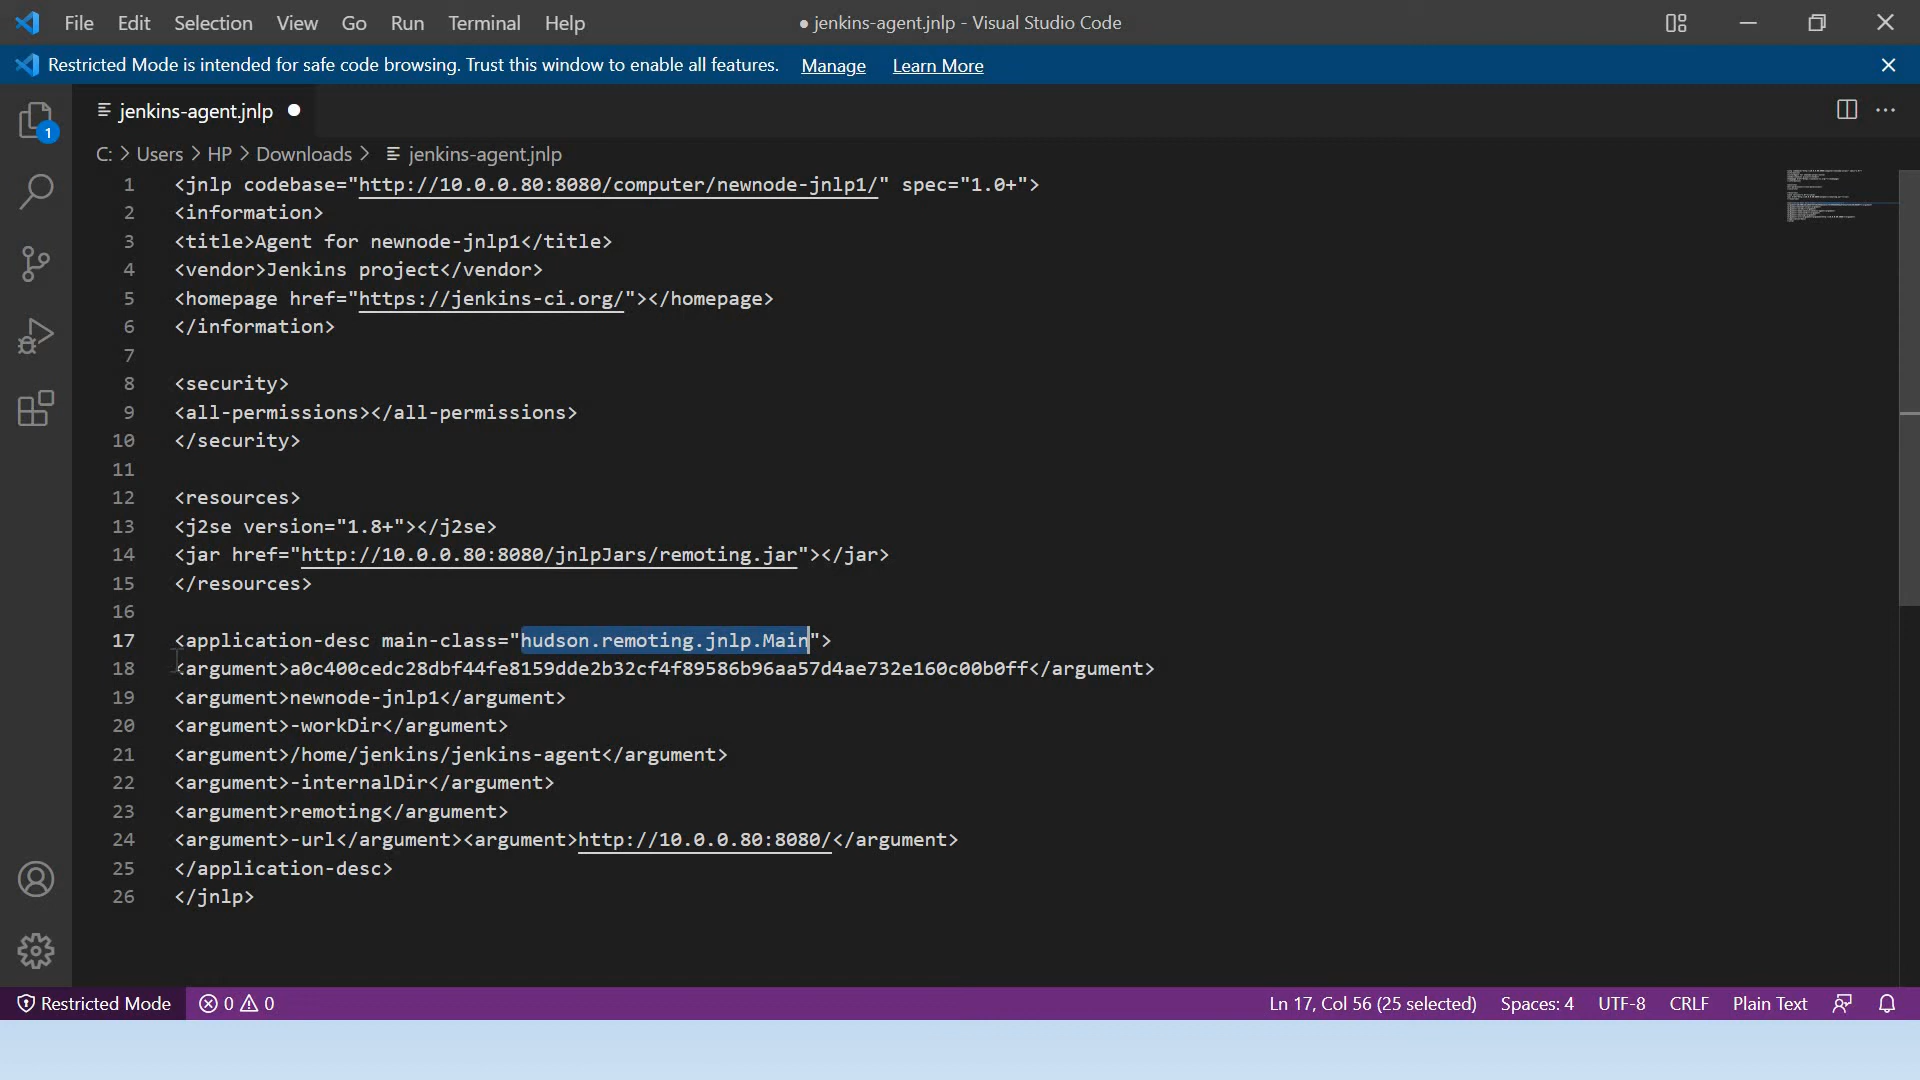 File Edit Selection View Go Run Terminal Help ● jenkins-agent.jnlp - Visual Studio Code
Restricted Mode is intended for safe code browsing. Trust this window to enable all features. Manage Learn More
jenkins-agent.jnlp
1
C: > Users > HP > Downloads > jenkins-agent.jnlp
1 <jnlp codebase="http://10.0.0.80:8080/computer/newnode-jnlp1/" spec="1.0+">
2 <information>
3 <title>Agent for newnode-jnlp1</title>
4 <vendor>Jenkins project</vendor>
5 <homepage href="https://jenkins-ci.org/"></homepage>
6 </information>
7
8 <security>
9 <all-permissions></all-permissions>
10 </security>
11
12 <resources>
13 <j2se version="1.8+"></j2se>
14 <jar href="http://10.0.0.80:8080/jnlpJars/remoting.jar"></jar>
15 </resources>
16
17 <application-desc main-class="hudson.remoting.jnlp.Main">
18 <argument>a0c400cedc28dbf44fe8159dde2b32cf4f89586b96aa57d4ae732e160c00b0ff</argument>
19 <argument>newnode-jnlp1</argument>
20 <argument>-workDir</argument>
21 <argument>/home/jenkins/jenkins-agent</argument>
22 <argument>-internalDir</argument>
23 <argument>remoting</argument>
24 <argument>-url</argument><argument>http://10.0.0.80:8080/</argument>
25 </application-desc>
26 </jnlp>
Restricted Mode 0 0 Ln 17, Col 56 (25 selected) Spaces: 4 UTF-8 CRLF Plain Text